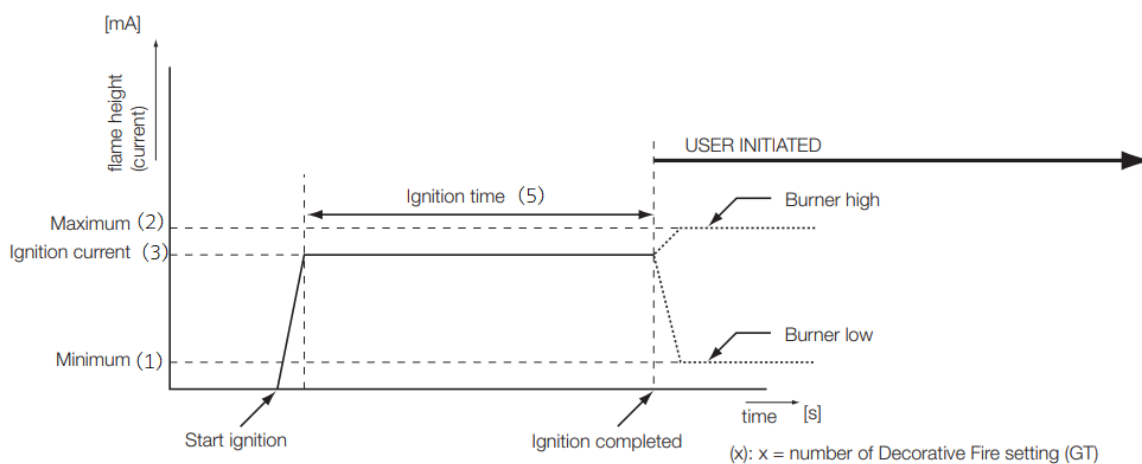 [mA]
flame height
(current)
USER INITIATED
Ignition time (5)
Burner high
Maximum (2)
Ignition current (3)
Burner low
Minimum (1)
time
[s]
Start ignition
Ignition completed
(x): x = number of Decorative Fire setting (GT)